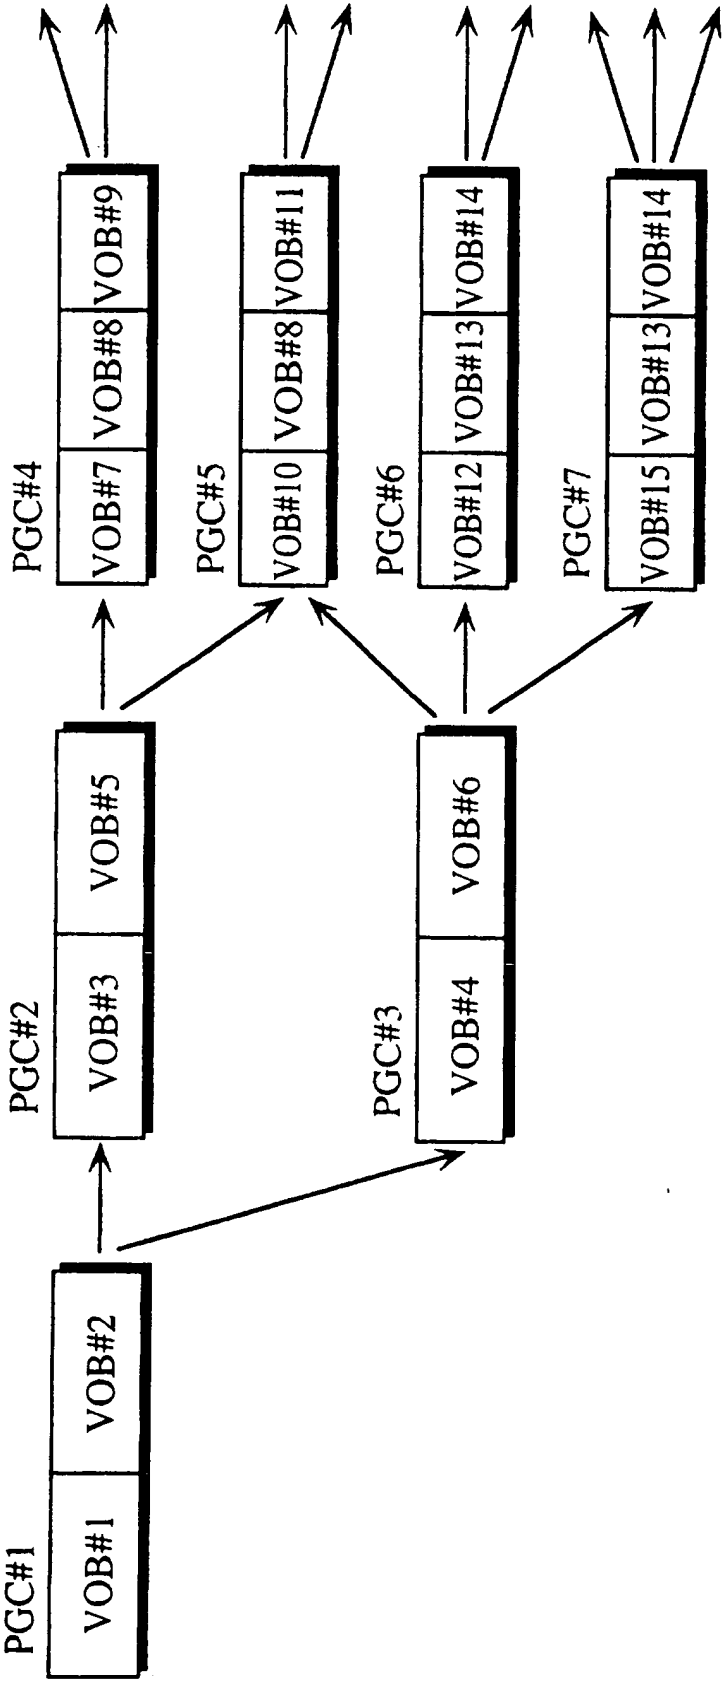 PGC#1
VOB#1 VOB#2
PGC#2
VOB#3 VOB#5
PGC#3
VOB#4 VOB#6
PGC#4
VOB#7 VOB#8 VOB#9
PGC#5
VOB#10 VOB#8 VOB#11
PGC#6
VOB#12 VOB#13 VOB#14
PGC#7
VOB#15 VOB#13 VOB#14